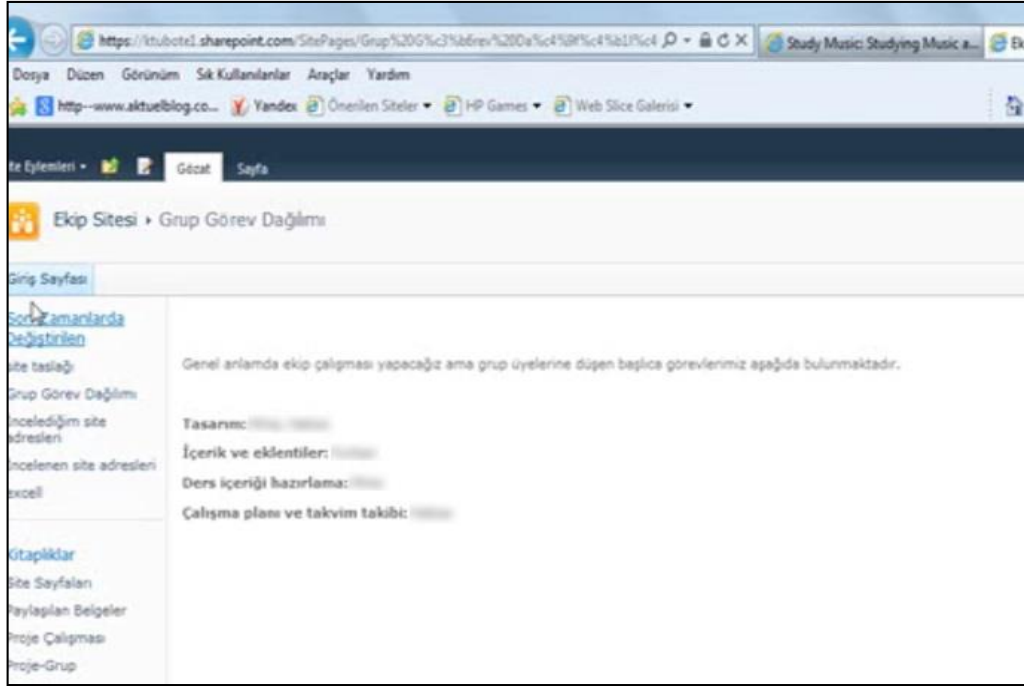 https://ktubote1.sharepoint.com/SitePages/Grup%20G%c3%b6rev%20Da%c4%9f%c4%b1l%c4
Study Music: Studying Music a...
Dosya Düzen Görünüm Sık Kullanılanlar Araçlar Yardım
http--www.aktuelblog.co... Yandex Önerilen Siteler HP Games Web Slice Galerisi
te Eylemleri Gözat Sayfa
Ekip Sitesi Grup Görev Dağılımı
Giriş Sayfası
Son Zamanlarda
Değiştirilen
site taslağı
Grup Görev Dağılımı
İncelediğim site
adresleri
İncelenen site adresleri
excell
Kitaplıklar
Site Sayfaları
Paylaşılan Belgeler
Proje Çalışması
Proje-Grup
Genel anlamda ekip çalışması yapacağız ama grup üyelerine düşen başlıca görevlerimiz aşağıda bulunmaktadır.
Tasarım:
İçerik ve eklentiler:
Ders içeriği hazırlama:
Çalışma planı ve takvim takibi: